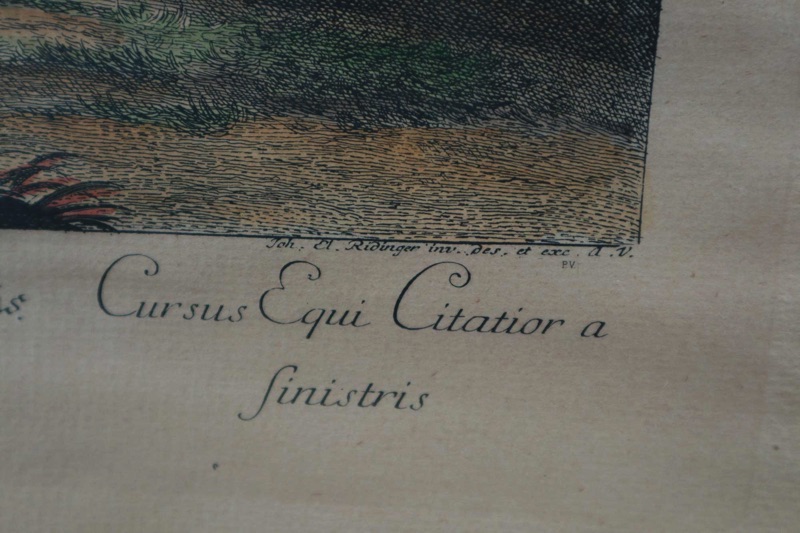 Joh: El. Ridinger inv. des. et exc. A. V.
P.V.
Cursus Equi Citatior a
ſinistris